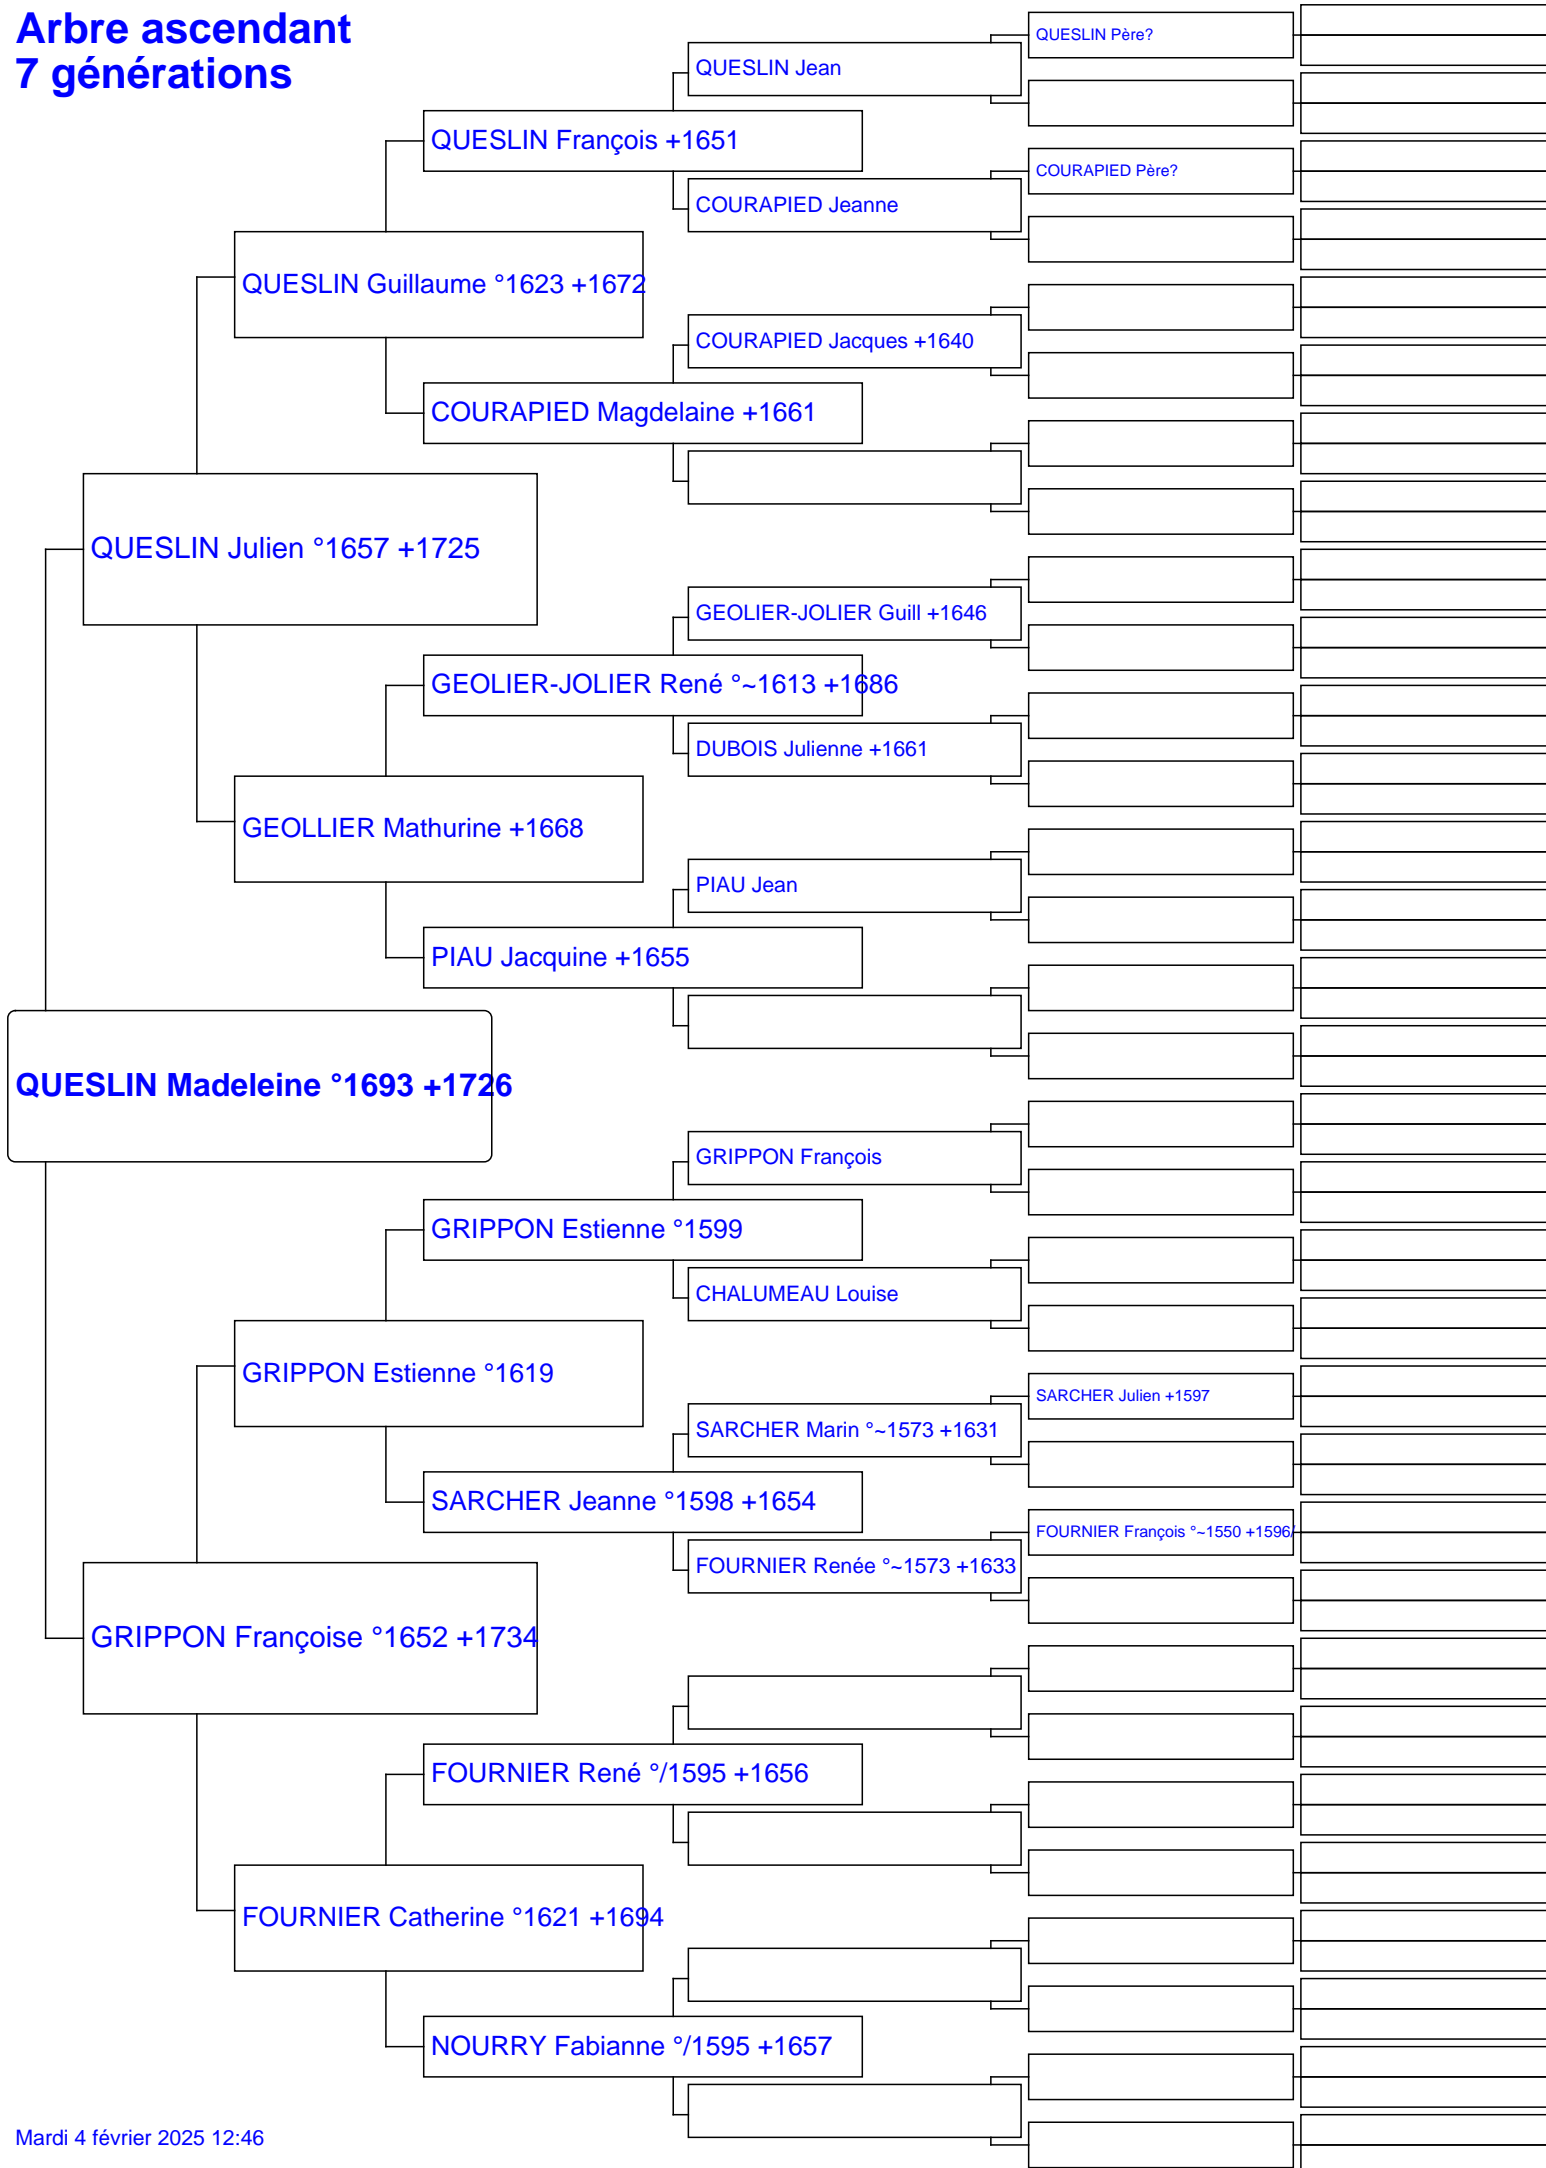 Arbre ascendant
7 générations
QUESLIN Père?
QUESLIN Jean
QUESLIN François +1651
COURAPIED Père?
COURAPIED Jeanne
QUESLIN Guillaume °1623 +1672
COURAPIED Jacques +1640
COURAPIED Magdelaine +1661
QUESLIN Julien °1657 +1725
GEOLIER-JOLIER Guill +1646
GEOLIER-JOLIER René °~1613 +1686
DUBOIS Julienne +1661
GEOLLIER Mathurine +1668
PIAU Jean
PIAU Jacquine +1655
QUESLIN Madeleine °1693 +1726
GRIPPON François
GRIPPON Estienne °1599
CHALUMEAU Louise
GRIPPON Estienne °1619
SARCHER Julien +1597
SARCHER Marin °~1573 +1631
SARCHER Jeanne °1598 +1654
FOURNIER François °~1550 +1596/
FOURNIER Renée °~1573 +1633
GRIPPON Françoise °1652 +1734
FOURNIER René °/1595 +1656
FOURNIER Catherine °1621 +1694
NOURRY Fabianne °/1595 +1657
Mardi 4 février 2025 12:46